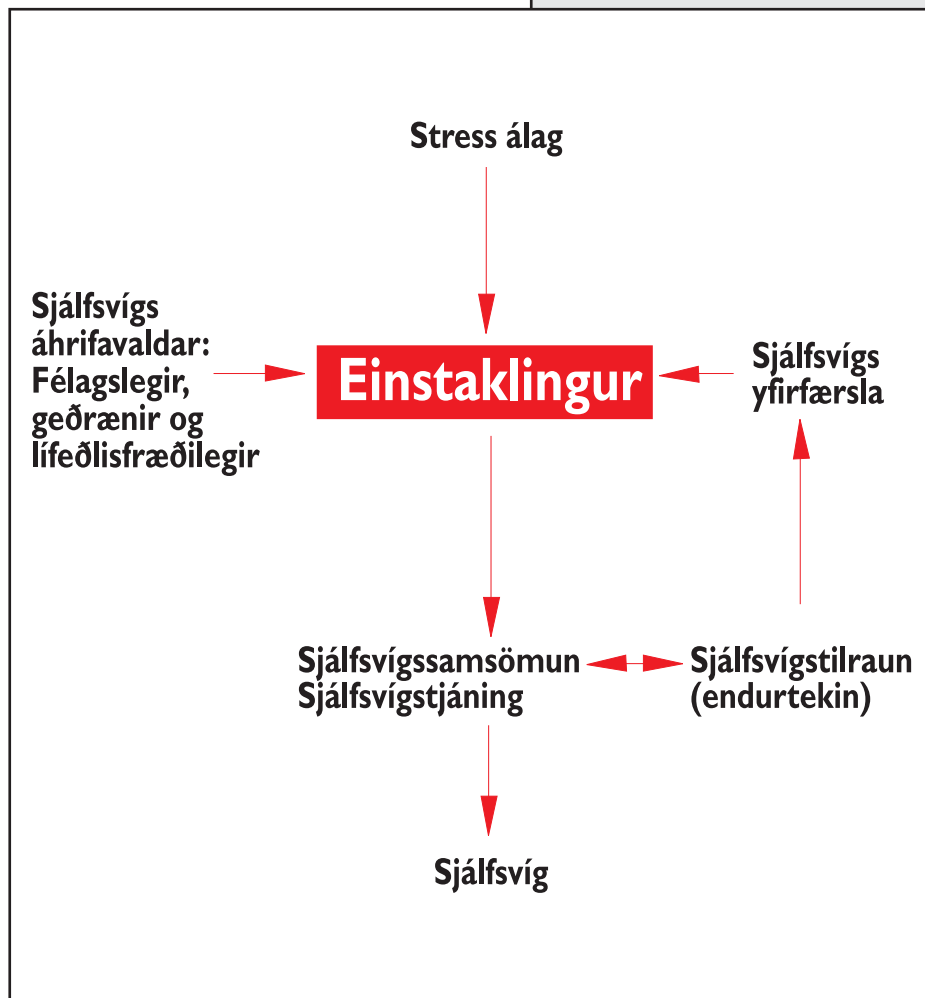 Stress álag
Sjálfsvígs
áhrifavaldar:
Félagslegir,
geðrænir og
lífeðlisfræðilegir
Einstaklingur
Sjálfsvígs
yfirfærsla
Sjálfsvígssamsömun
Sjálfsvígstjáning
Sjálfsvígstilraun
(endurtekin)
Sjálfsvíg